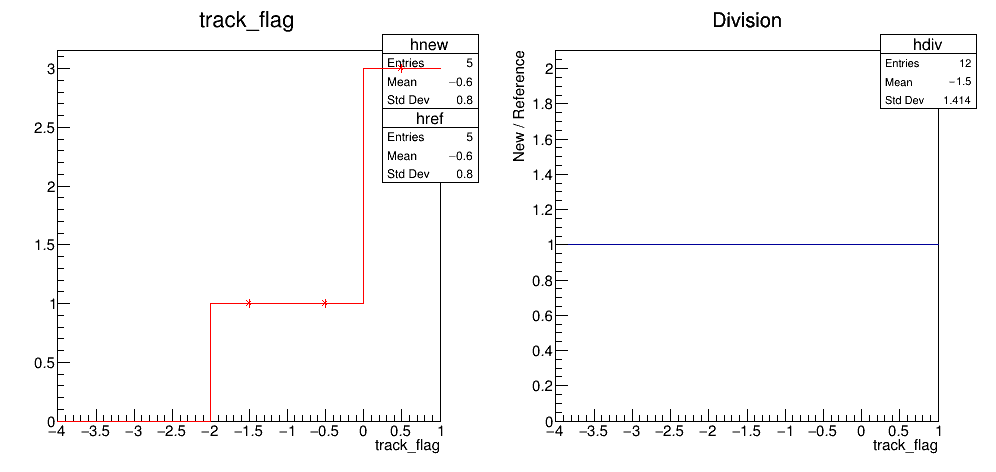 track_flag
hnew
Entries 5
Mean −0.6
Std Dev 0.8
href
Entries 5
Mean −0.6
Std Dev 0.8
3
2.5
2
1.5
1
0.5
0
−4 −3.5 −3 −2.5 −2 −1.5 −1 −0.5 0 0.5 1
track_flag
Division
hdiv
Entries 12
Mean −1.5
Std Dev 1.414
New / Reference
2
1.8
1.6
1.4
1.2
1
0.8
0.6
0.4
0.2
0
−4 −3.5 −3 −2.5 −2 −1.5 −1 −0.5 0 0.5 1
track_flag